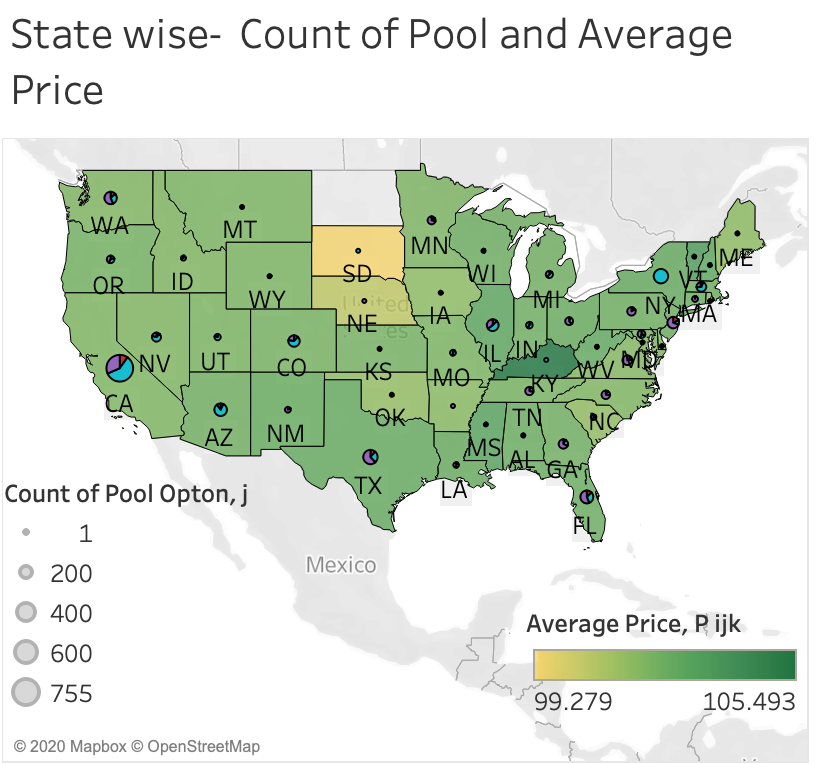 State wise-  Count of Pool and Average
Price
WA
MT
MN
ME
OR
ID
SD
WI
VT
WY
MI
NY
MA
NE
United
es
IA
NV
UT
CO
IL
IN
MD
KS
MO
WV
CA
KY
OK
NC
AZ
NM
TN
MS
AL
GA
TX
LA
FL
Count of Pool Opton, j
1
200
400
600
755
Mexico
Average Price, P ijk
99.279 105.493
© 2020 Mapbox © OpenStreetMap